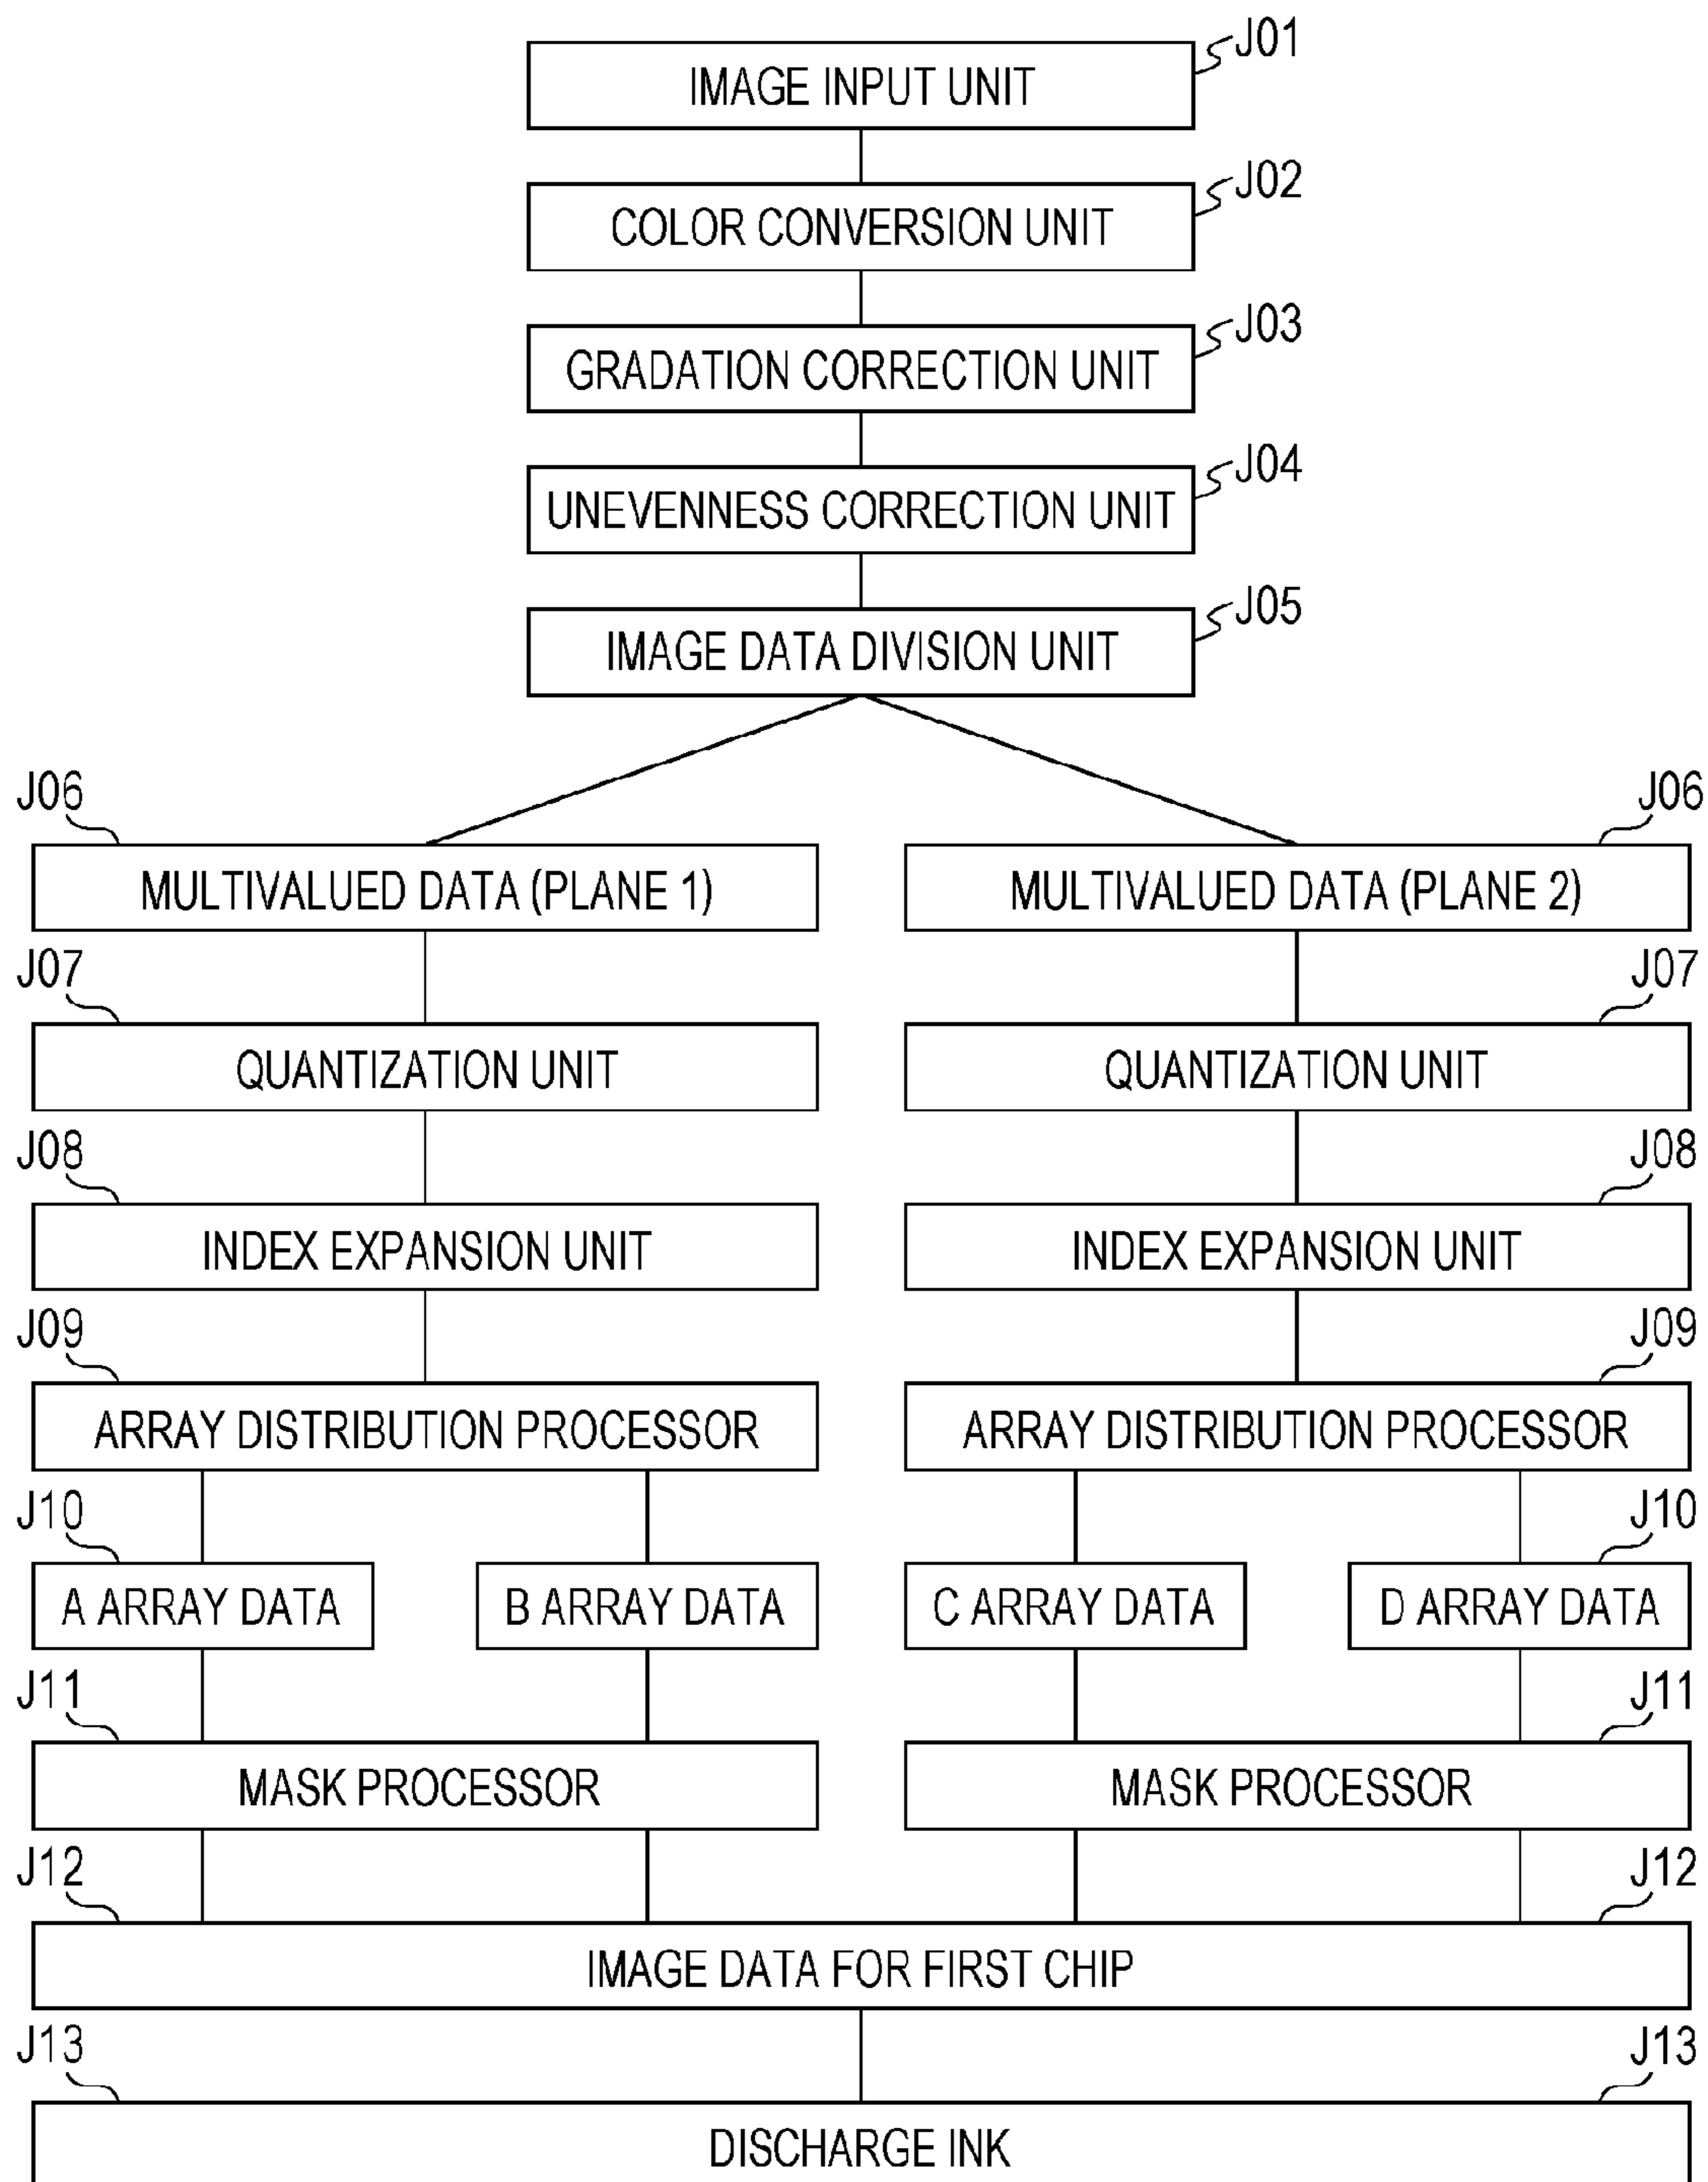 IMAGE INPUT UNIT J01
COLOR CONVERSION UNIT J02
GRADATION CORRECTION UNIT J03
UNEVENNESS CORRECTION UNIT J04
IMAGE DATA DIVISION UNIT J05
J06 J06
MULTIVALUED DATA (PLANE 1) MULTIVALUED DATA (PLANE 2)
J07 J07
QUANTIZATION UNIT QUANTIZATION UNIT
J08 J08
INDEX EXPANSION UNIT INDEX EXPANSION UNIT
J09 J09
ARRAY DISTRIBUTION PROCESSOR ARRAY DISTRIBUTION PROCESSOR
J10 J10
A ARRAY DATA B ARRAY DATA C ARRAY DATA D ARRAY DATA
J11 J11
MASK PROCESSOR MASK PROCESSOR
J12 J12
IMAGE DATA FOR FIRST CHIP
J13 J13
DISCHARGE INK